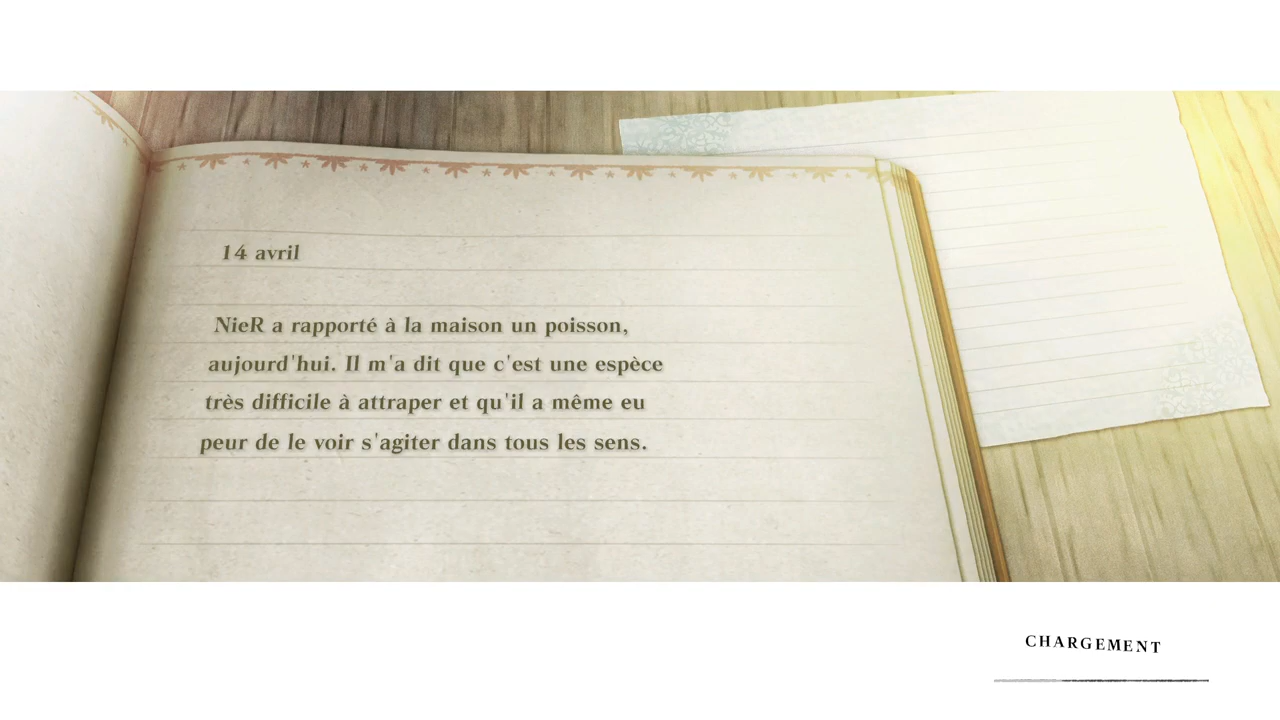 14 avril
NieR a rapporté à la maison un poisson,
aujourd'hui. Il m'a dit que c'est une espèce
très difficile à attraper et qu'il a même eu
peur de le voir s'agiter dans tous les sens.
CHARGEMENT